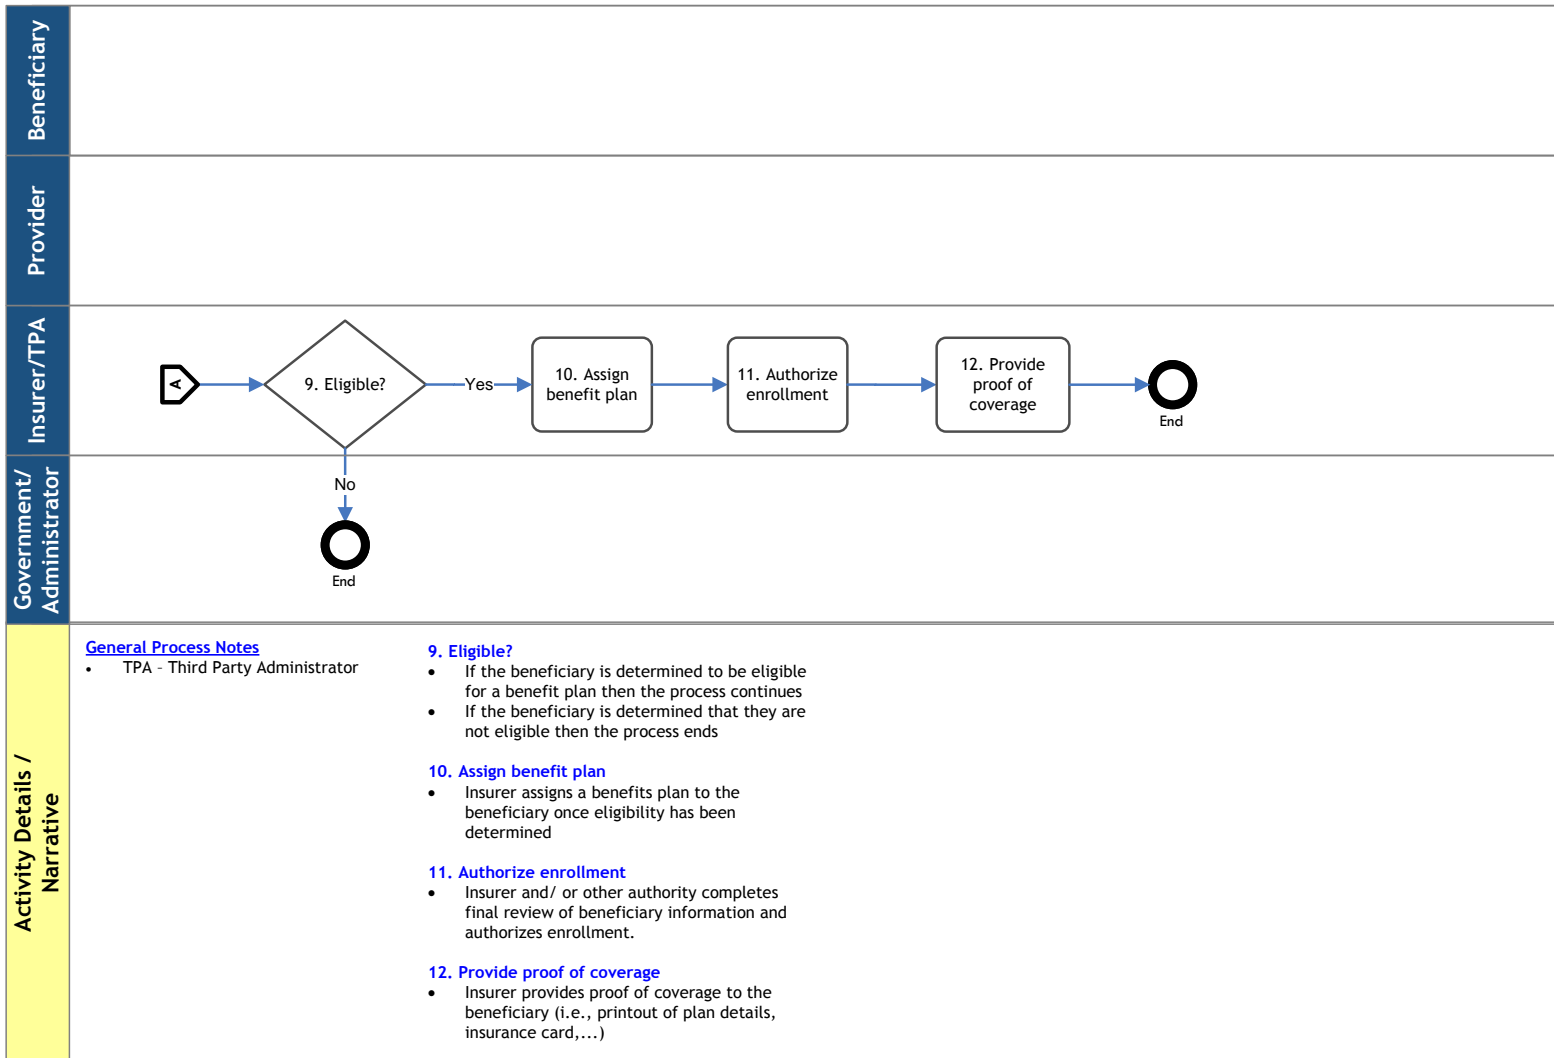 Beneficiary
Provider
Insurer/TPA
A
9. Eligible?
Yes
10. Assign
benefit plan
11. Authorize
enrollment
12. Provide
proof of
coverage
End
Government/
Administrator
No
End
Activity Details /
Narrative
General Process Notes
• TPA – Third Party Administrator
9. Eligible?
• If the beneficiary is determined to be eligible
for a benefit plan then the process continues
• If the beneficiary is determined that they are
not eligible then the process ends
10. Assign benefit plan
• Insurer assigns a benefits plan to the
beneficiary once eligibility has been
determined
11. Authorize enrollment
• Insurer and/ or other authority completes
final review of beneficiary information and
authorizes enrollment.
12. Provide proof of coverage
• Insurer provides proof of coverage to the
beneficiary (i.e., printout of plan details,
insurance card,...)